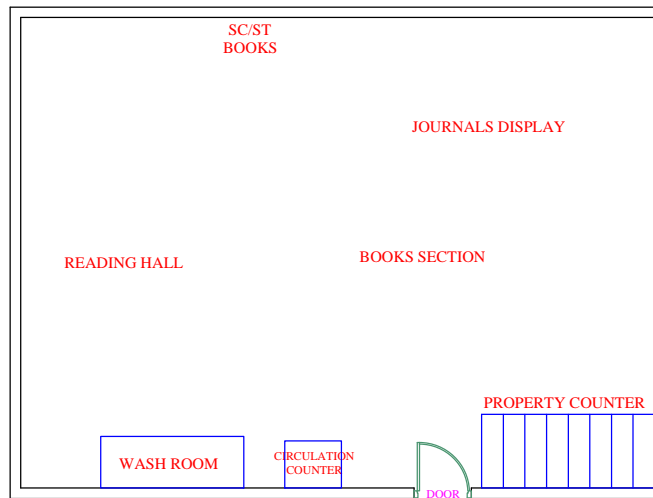 SC/ST
BOOKS
JOURNALS DISPLAY
READING HALL
BOOKS SECTION
PROPERTY COUNTER
WASH ROOM
CIRCULATION
COUNTER
DOOR